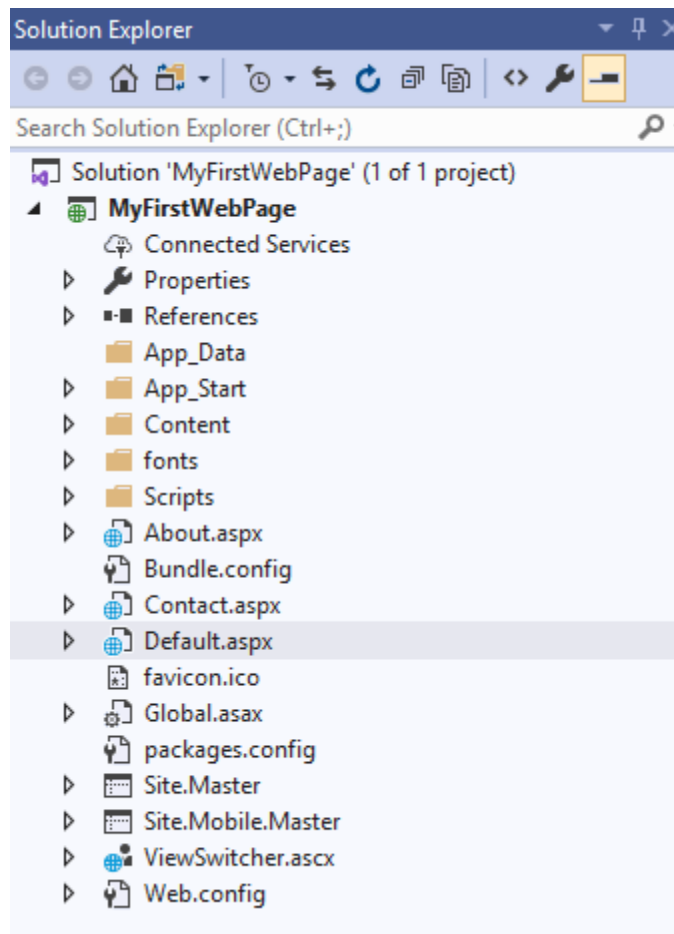 Solution Explorer
Search Solution Explorer (Ctrl+;)
Solution 'MyFirstWebPage' (1 of 1 project)
MyFirstWebPage
Connected Services
Properties
References
App_Data
App_Start
Content
fonts
Scripts
About.aspx
Bundle.config
Contact.aspx
Default.aspx
favicon.ico
Global.asax
packages.config
Site.Master
Site.Mobile.Master
ViewSwitcher.ascx
Web.config